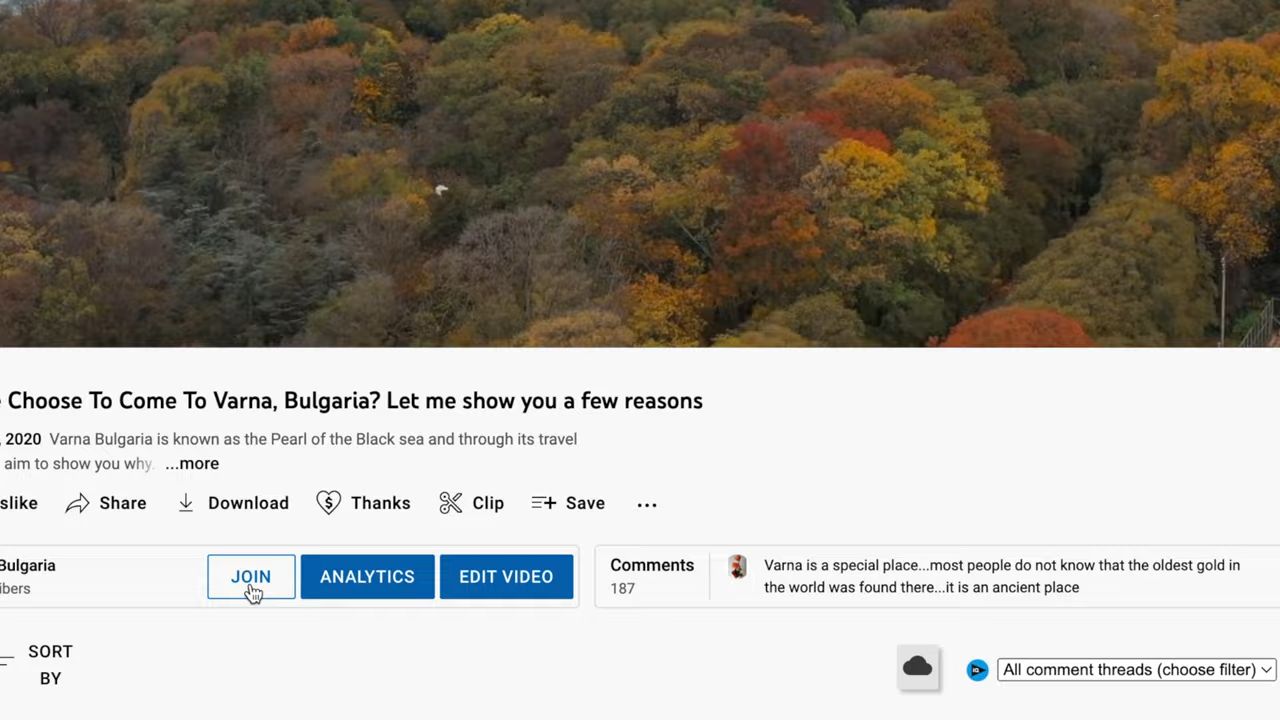 Choose To Come To Varna, Bulgaria? Let me show you a few reasons
, 2020 Varna Bulgaria is known as the Pearl of the Black sea and through its travel
aim to show you why. ...more
slike Share Download Thanks Clip Save ...
Bulgaria
ibers
JOIN ANALYTICS EDIT VIDEO
Comments
187
Varna is a special place...most people do not know that the oldest gold in
the world was found there...it is an ancient place
SORT
BY
All comment threads (choose filter)